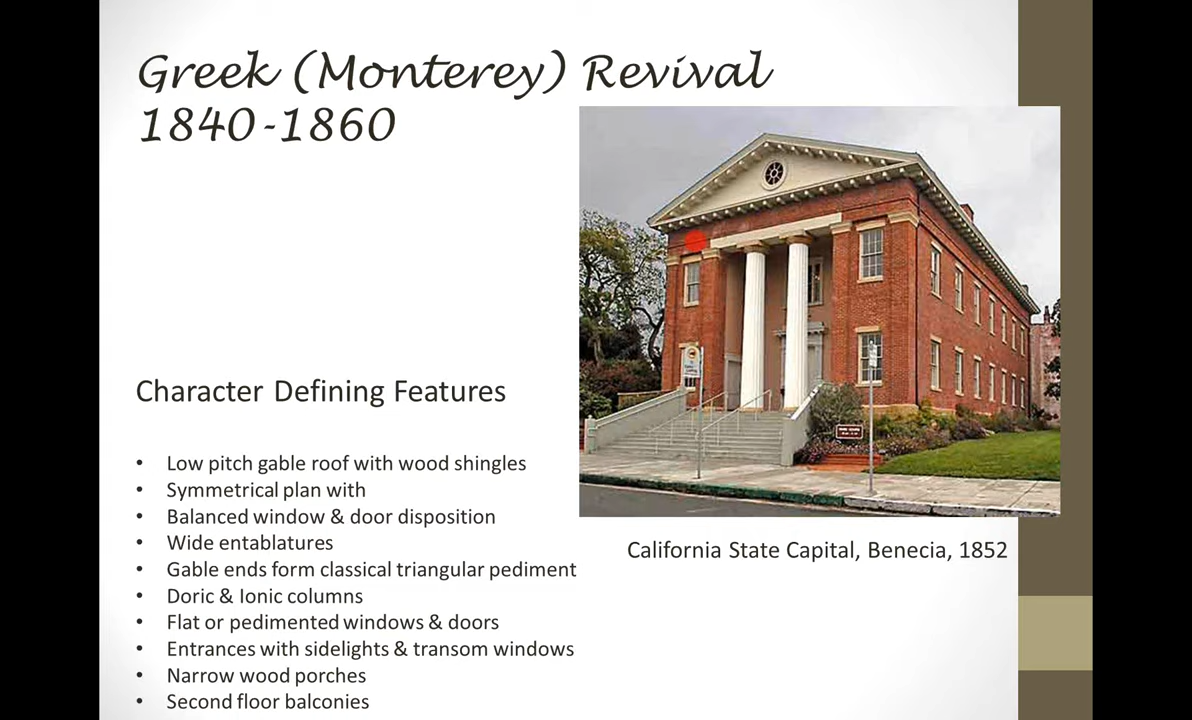 Greek (Monterey) Revival
1840-1860
Character Defining Features
• Low pitch gable roof with wood shingles
• Symmetrical plan with
• Balanced window & door disposition
• Wide entablatures
• Gable ends form classical triangular pediment
• Doric & Ionic columns
• Flat or pedimented windows & doors
• Entrances with sidelights & transom windows
• Narrow wood porches
• Second floor balconies
California State Capital, Benecia, 1852